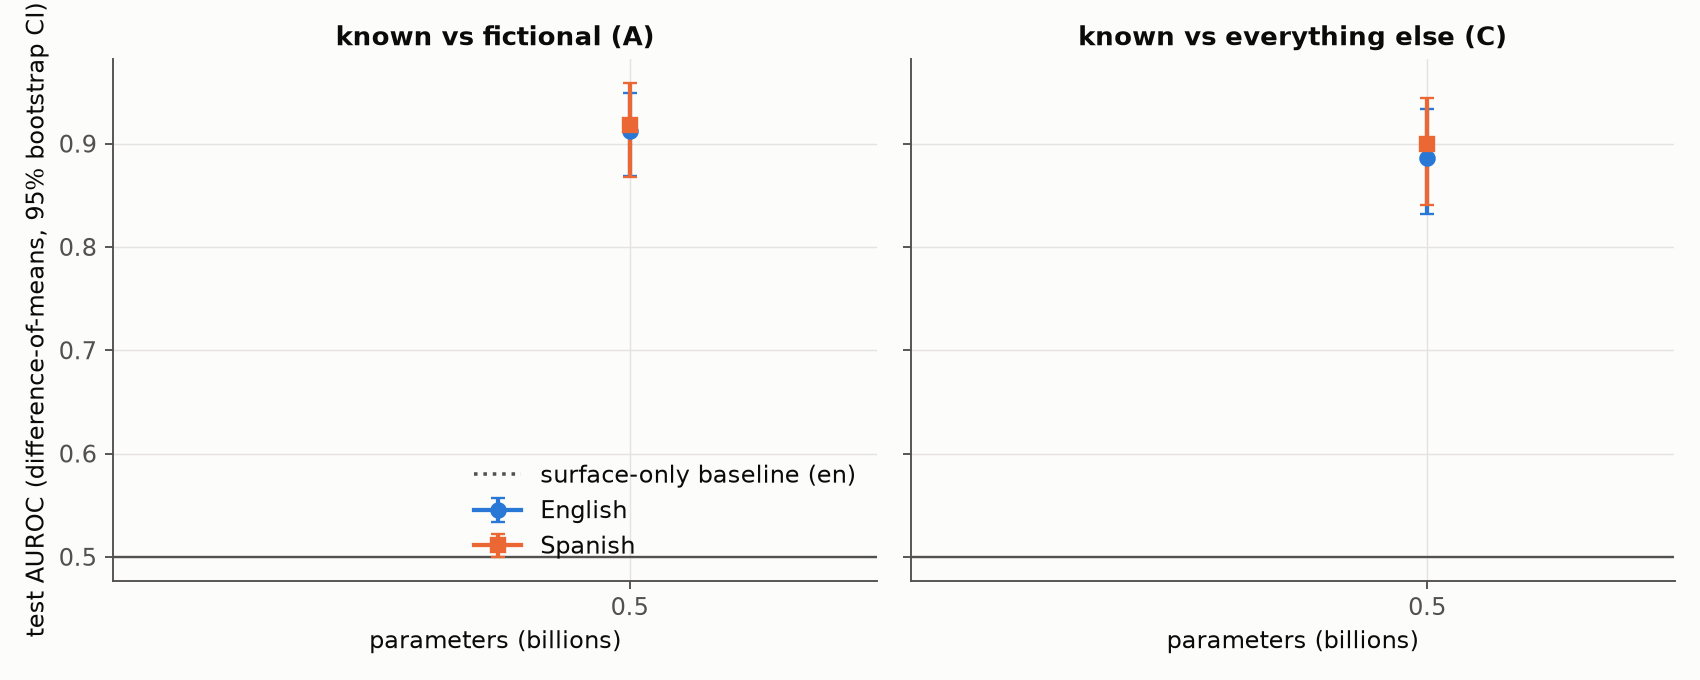 known vs fictional (A)
known vs everything else (C)
test AUROC (difference-of-means, 95% bootstrap CI)
0.9
0.8
0.7
0.6
0.5
surface-only baseline (en)
English
Spanish
0.5
0.5
parameters (billions)
parameters (billions)